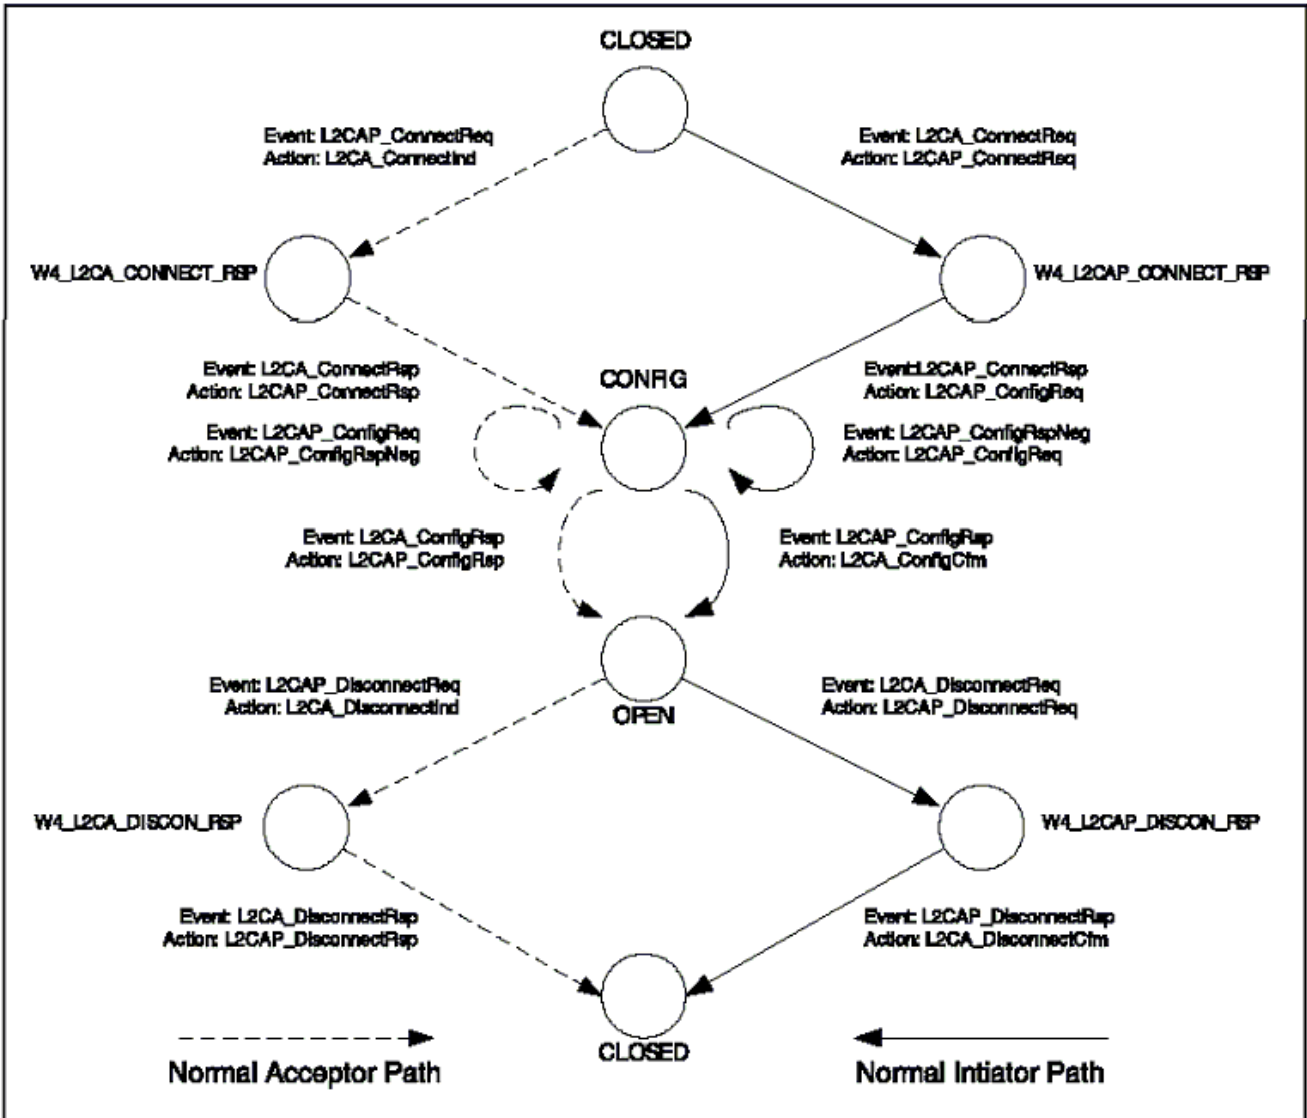 CLOSED
Event: L2CAP_ConnectReq
Action: L2CA_ConnectInd
Event: L2CA_ConnectReq
Action: L2CAP_ConnectReq
W4_L2CA_CONNECT_RSP
W4_L2CAP_CONNECT_RSP
Event: L2CA_ConnectRsp
Action: L2CAP_ConnectRsp
CONFIG
Event:L2CAP_ConnectRsp
Action: L2CAP_ConfigReq
Event: L2CAP_ConfigReq
Action: L2CAP_ConfigRspNeg
Event: L2CAP_ConfigRspNeg
Action: L2CAP_ConfigReq
Event: L2CA_ConfigRsp
Action: L2CAP_ConfigRsp
Event: L2CAP_ConfigRsp
Action: L2CA_ConfigCfm
Event: L2CAP_DisconnectReq
Action: L2CA_DisconnectInd
OPEN
Event: L2CA_DisconnectReq
Action: L2CAP_DisconnectReq
W4_L2CA_DISCON_RSP
W4_L2CAP_DISCON_RSP
Event: L2CA_DisconnectRsp
Action: L2CAP_DisconnectRsp
Event: L2CAP_DisconnectRsp
Action: L2CA_DisconnectCfm
CLOSED
Normal Acceptor Path
Normal Intiator Path